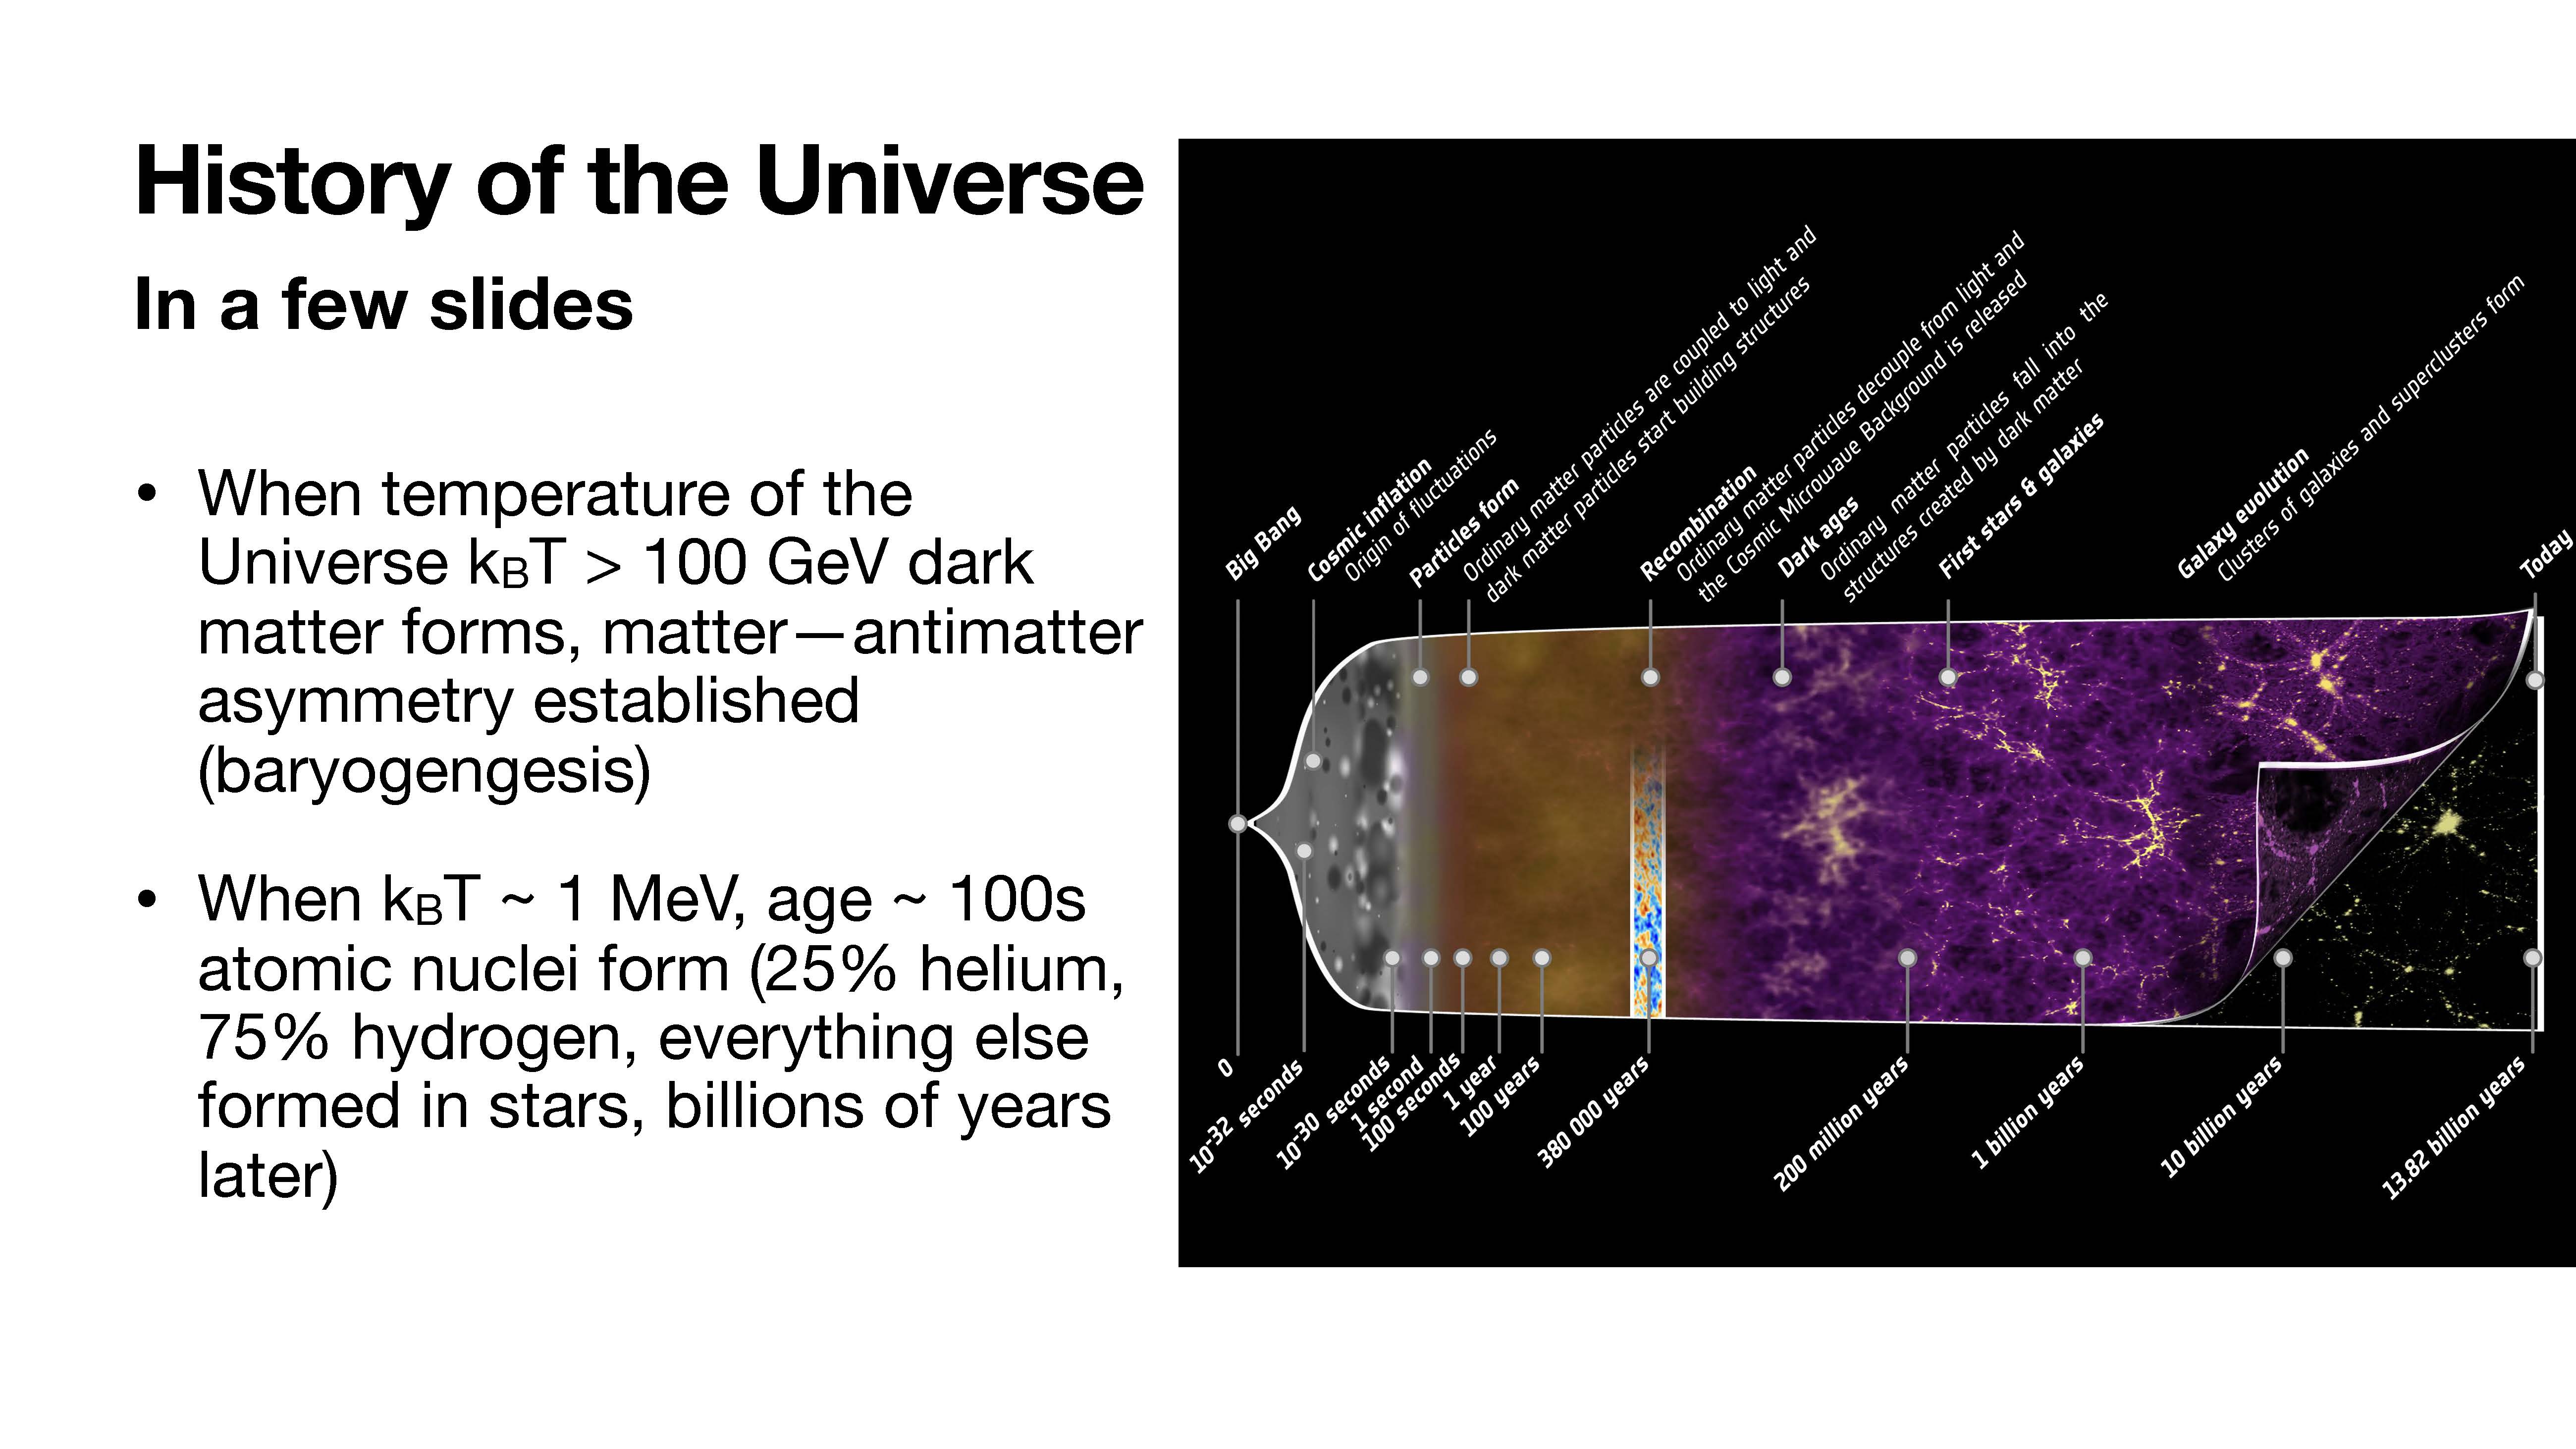 History of the Universe
In a few slides
• When temperature of the
Universe kBT > 100 GeV dark
matter forms, matter—antimatter
asymmetry established
(baryogengesis)
• When kBT ~ 1 MeV, age ~ 100s
atomic nuclei form (25% helium,
75% hydrogen, everything else
formed in stars, billions of years
later)
Big Bang
Cosmic inflation
Origin of fluctuations
Particles form
Ordinary matter particles are coupled to light and
dark matter particles start building structures
Recombination
Ordinary matter particles decouple from light and
the Cosmic Microwave Background is released
Dark ages
Ordinary matter particles fall into the
structures created by dark matter
First stars & galaxies
Galaxy evolution
Clusters of galaxies and superclusters form
Today
0
10-32 seconds
10-30 seconds
1 second
100 seconds
1 year
100 years
380 000 years
200 million years
1 billion years
10 billion years
13.82 billion years